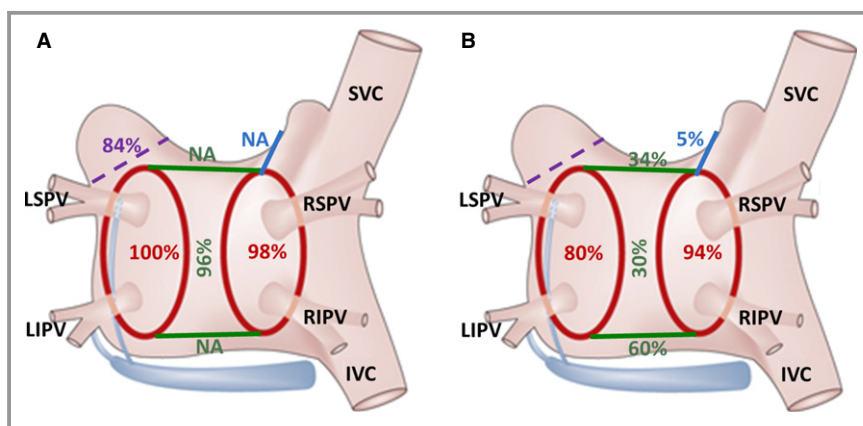 A
SVC
84%
NA
NA
LSPV
RSPV
100%
96%
98%
LIPV
RIPV
NA
IVC
B
SVC
5%
34%
LSPV
RSPV
80%
30%
94%
LIPV
RIPV
60%
IVC